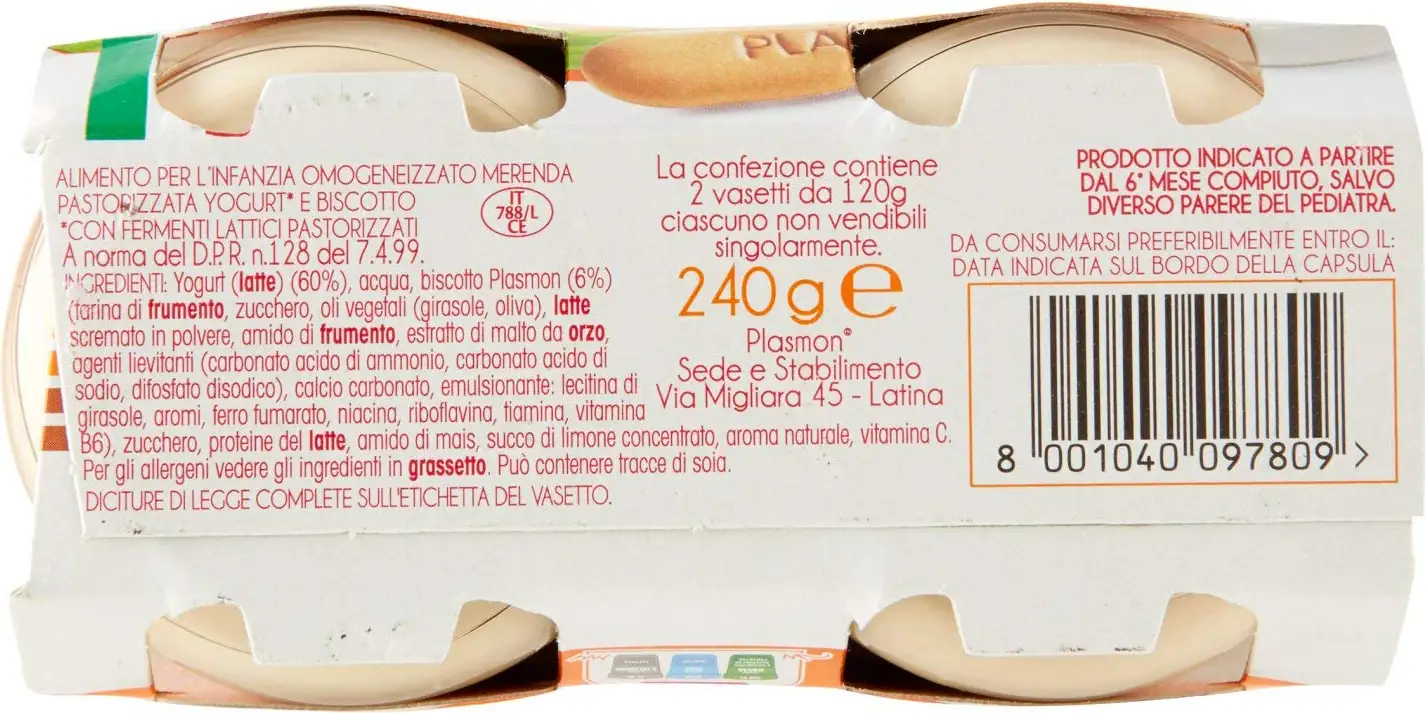 PLA
ALIMENTO PER L'INFANZIA OMOGENEIZZATO MERENDA
PASTORIZZATA YOGURT* E BISCOTTO
*CON FERMENTI LATTICI PASTORIZZATI
A norma del D.P.R. n.128 del 7.4.99.
IT
788/L
CE
INGREDIENTI: Yogurt (latte) (60%), acqua, biscotto Plasmon (6%)
(farina di frumento, zucchero, oli vegetali (girasole, oliva), latte
scremato in polvere, amido di frumento, estratto di malto da orzo,
agenti lievitanti (carbonato acido di ammonio, carbonato acido di
sodio, difosfato disodico), calcio carbonato, emulsionante: lecitina di
girasole, aromi, ferro fumarato, niacina, riboflavina, tiamina, vitamina
B6), zucchero, proteine del latte, amido di mais, succo di limone concentrato, aroma naturale, vitamina C.
Per gli allergeni vedere gli ingredienti in grassetto. Può contenere tracce di soia.
DICITURE DI LEGGE COMPLETE SULL'ETICHETTA DEL VASETTO.
La confezione contiene
2 vasetti da 120g
ciascuno non vendibili
singolarmente.
240 g e
Plasmon®
Sede e Stabilimento
Via Migliara 45 - Latina
PRODOTTO INDICATO A PARTIRE
DAL 6° MESE COMPIUTO, SALVO
DIVERSO PARERE DEL PEDIATRA.
DA CONSUMARSI PREFERIBILMENTE ENTRO IL:
DATA INDICATA SUL BORDO DELLA CAPSULA
8 001040 097809 >